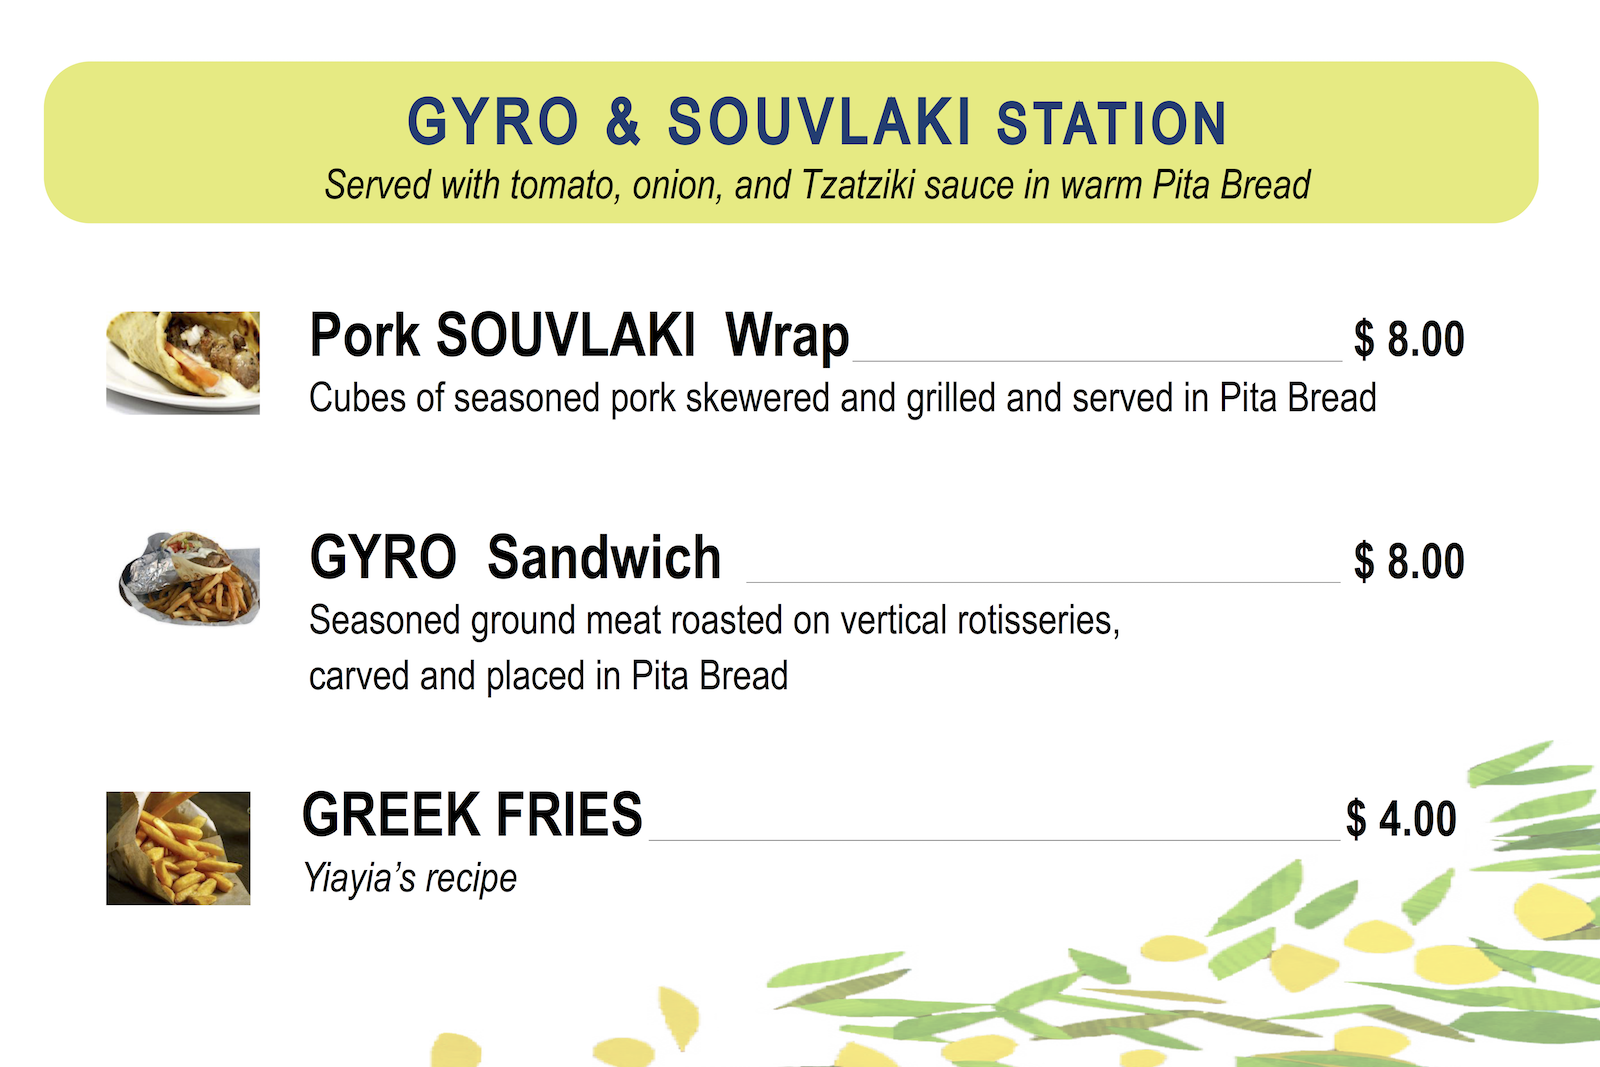 GYRO & SOUVLAKI STATION
Served with tomato, onion, and Tzatziki sauce in warm Pita Bread
Pork SOUVLAKI Wrap $ 8.00
Cubes of seasoned pork skewered and grilled and served in Pita Bread
GYRO Sandwich $ 8.00
Seasoned ground meat roasted on vertical rotisseries,
carved and placed in Pita Bread
GREEK FRIES $ 4.00
Yiayia’s recipe